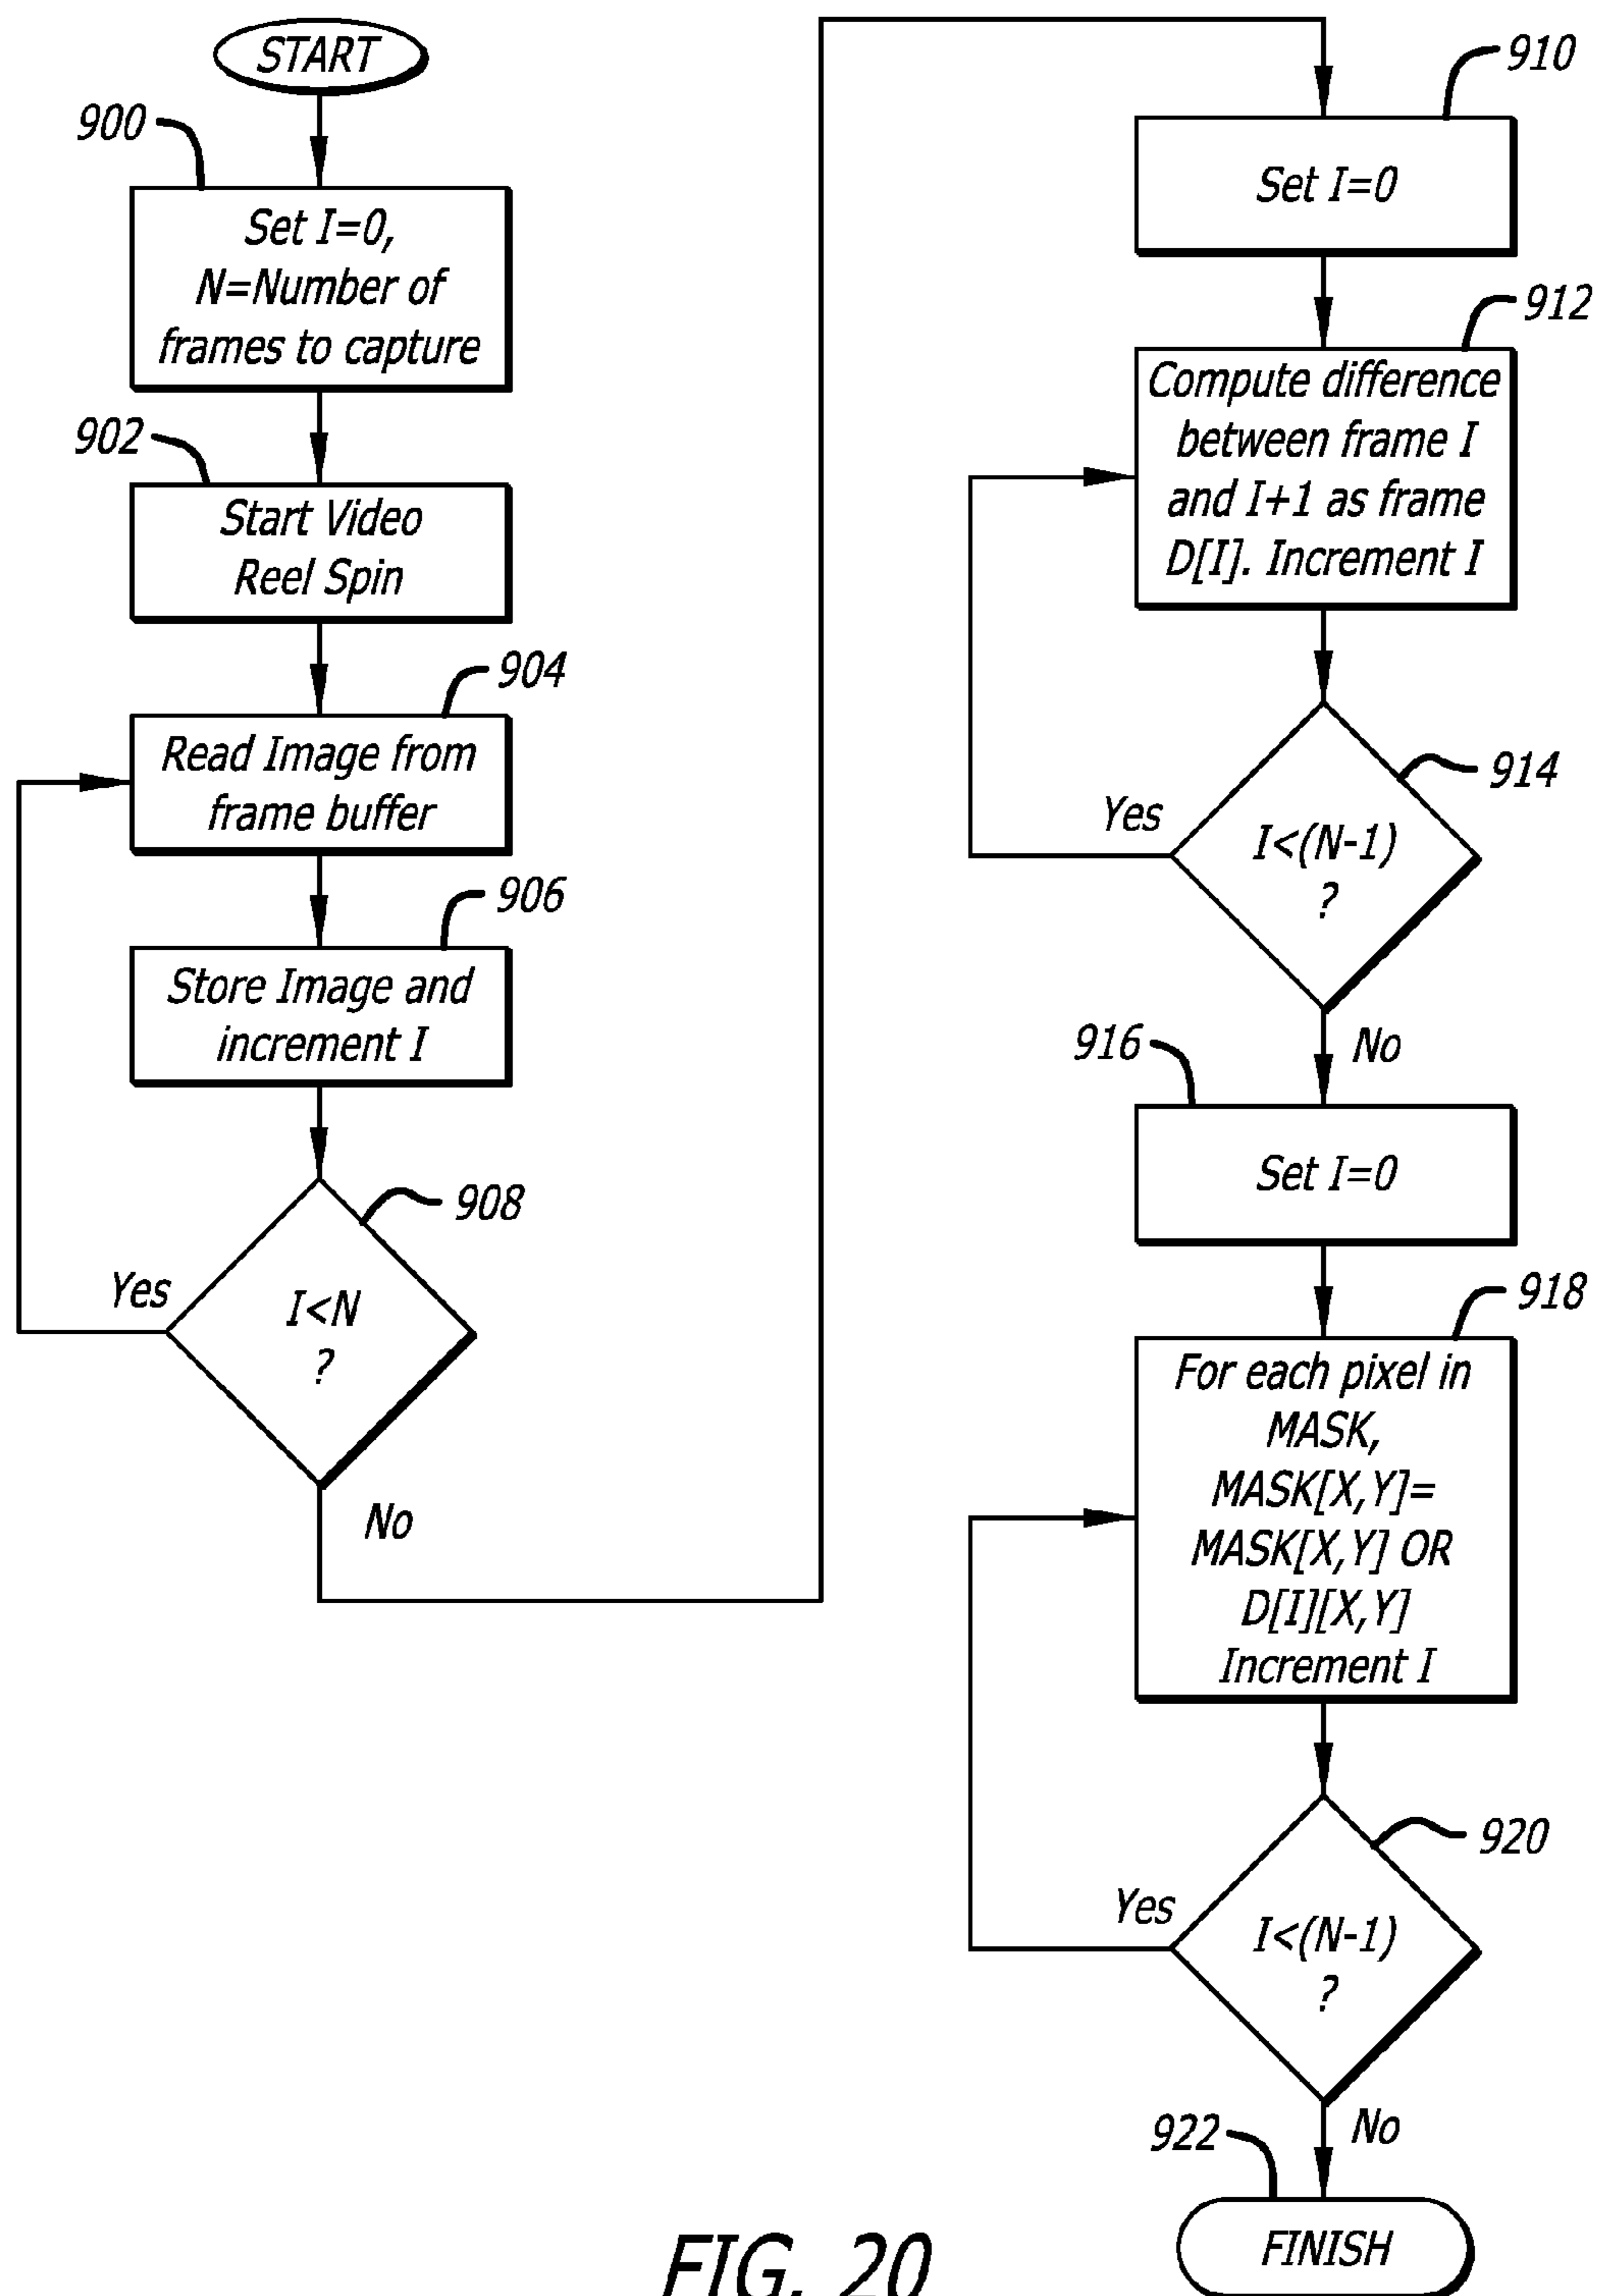 START
900
Set I=0,
N=Number of
frames to capture
902
Start Video
Reel Spin
904
Read Image from
frame buffer
906
Store Image and
increment I
908
I<N
?
Yes
No
910
Set I=0
912
Compute difference
between frame I
and I+1 as frame
D[I]. Increment I
914
I<(N-1)
?
Yes
No
916
Set I=0
918
For each pixel in
MASK,
MASK[X,Y]=
MASK[X,Y] OR
D[I][X,Y]
Increment I
920
I<(N-1)
?
Yes
No
922
FINISH
FIG. 20